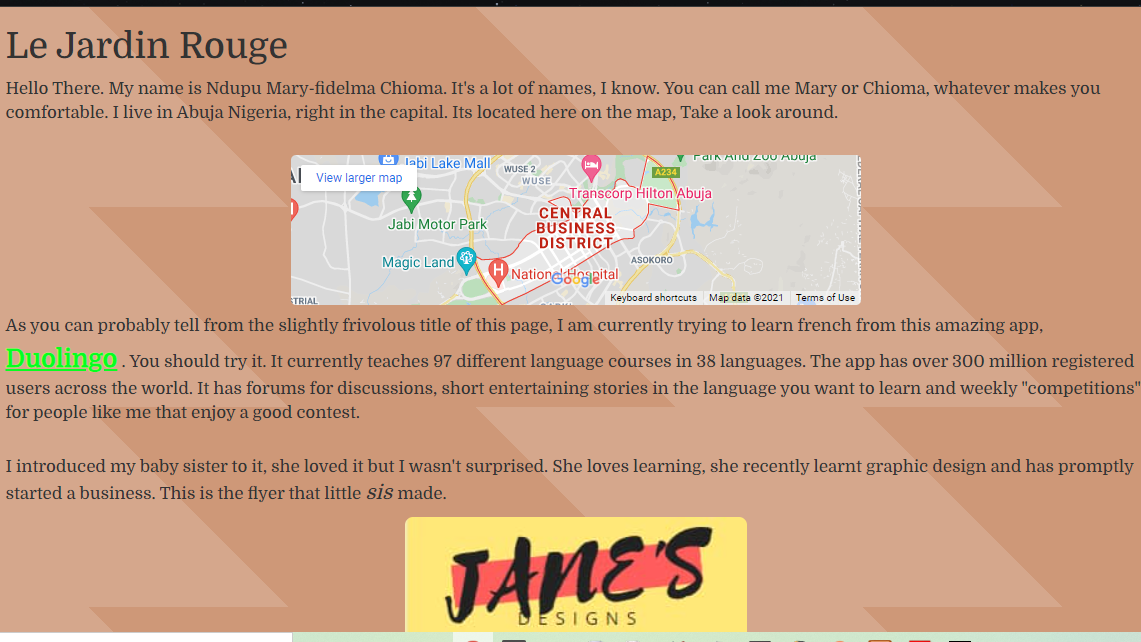 Le Jardin Rouge
Hello There. My name is Ndupu Mary-fidelma Chioma. It's a lot of names, I know. You can call me Mary or Chioma, whatever makes you
comfortable. I live in Abuja Nigeria, right in the capital. Its located here on the map, Take a look around.
Jabi Lake Mall
WUSE 2
Park And Zoo Abuja
View larger map
A234
WUSE
Transcorp Hilton Abuja
Jabi Motor Park
CENTRAL
BUSINESS
DISTRICT
Magic Land
ASOKORO
H
National Hospital
Google
Keyboard shortcuts
Map data ©2021
Terms of Use
As you can probably tell from the slightly frivolous title of this page, I am currently trying to learn french from this amazing app,
Duolingo . You should try it. It currently teaches 97 different language courses in 38 languages. The app has over 300 million registered
users across the world. It has forums for discussions, short entertaining stories in the language you want to learn and weekly "competitions"
for people like me that enjoy a good contest.
I introduced my baby sister to it, she loved it but I wasn't surprised. She loves learning, she recently learnt graphic design and has promptly
started a business. This is the flyer that little sis made.
JANE'S
DESIGNS